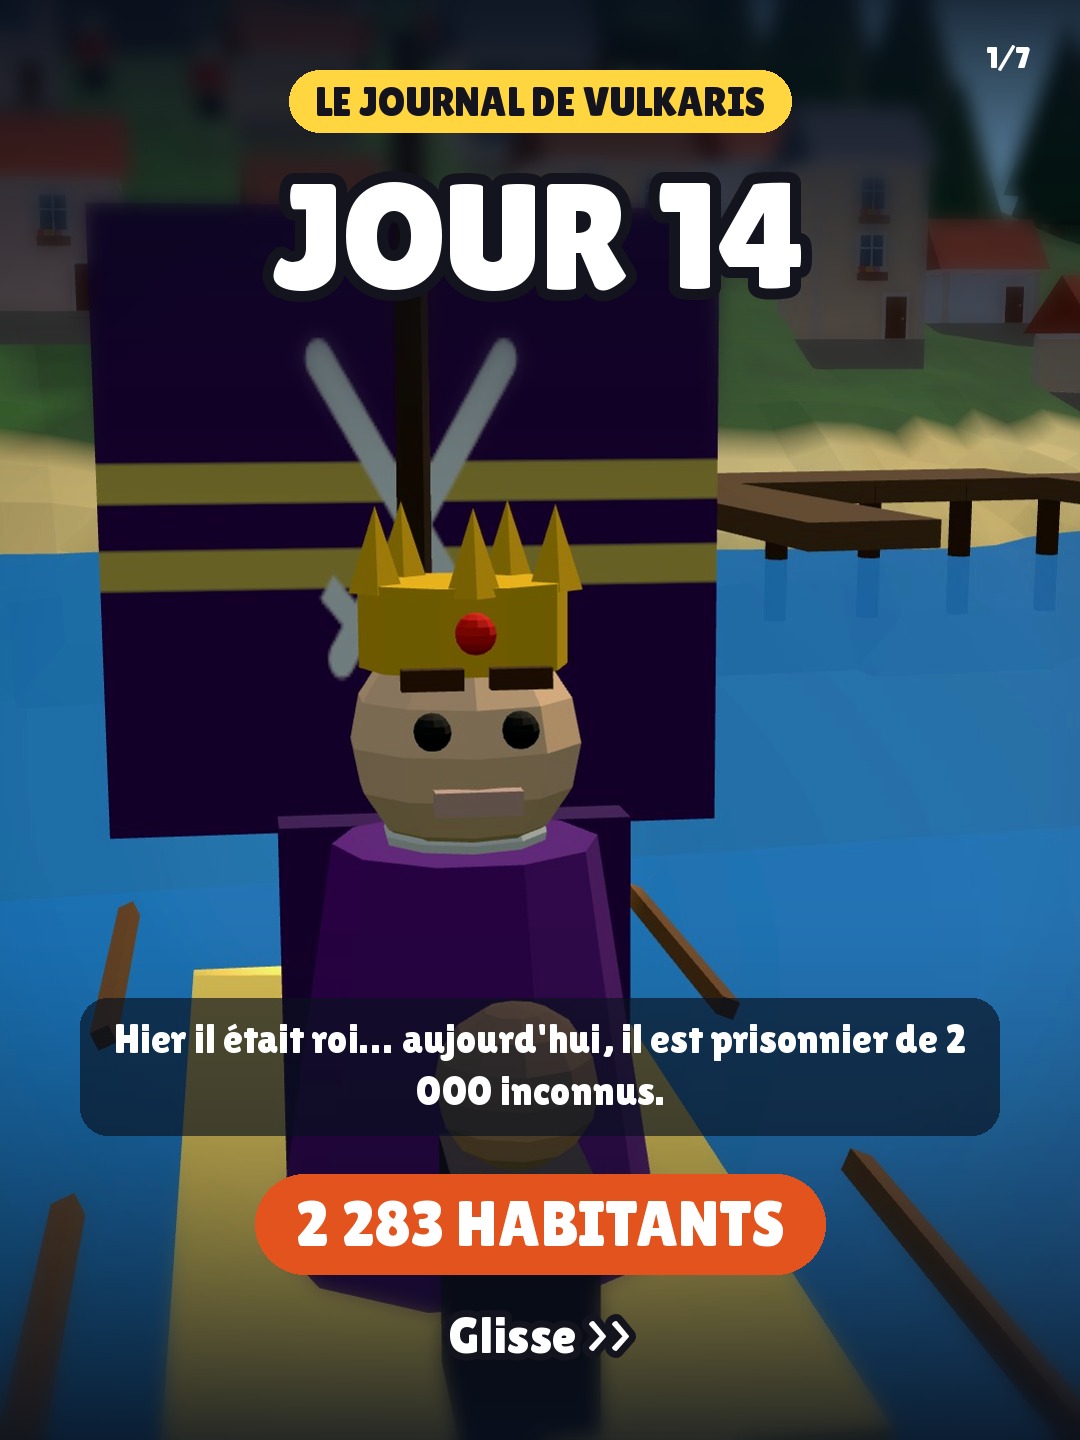 1/7
LE JOURNAL DE VULKARIS
JOUR 14
Hier il était roi... aujourd'hui, il est prisonnier de 2
000 inconnus.
2 283 HABITANTS
Glisse >>